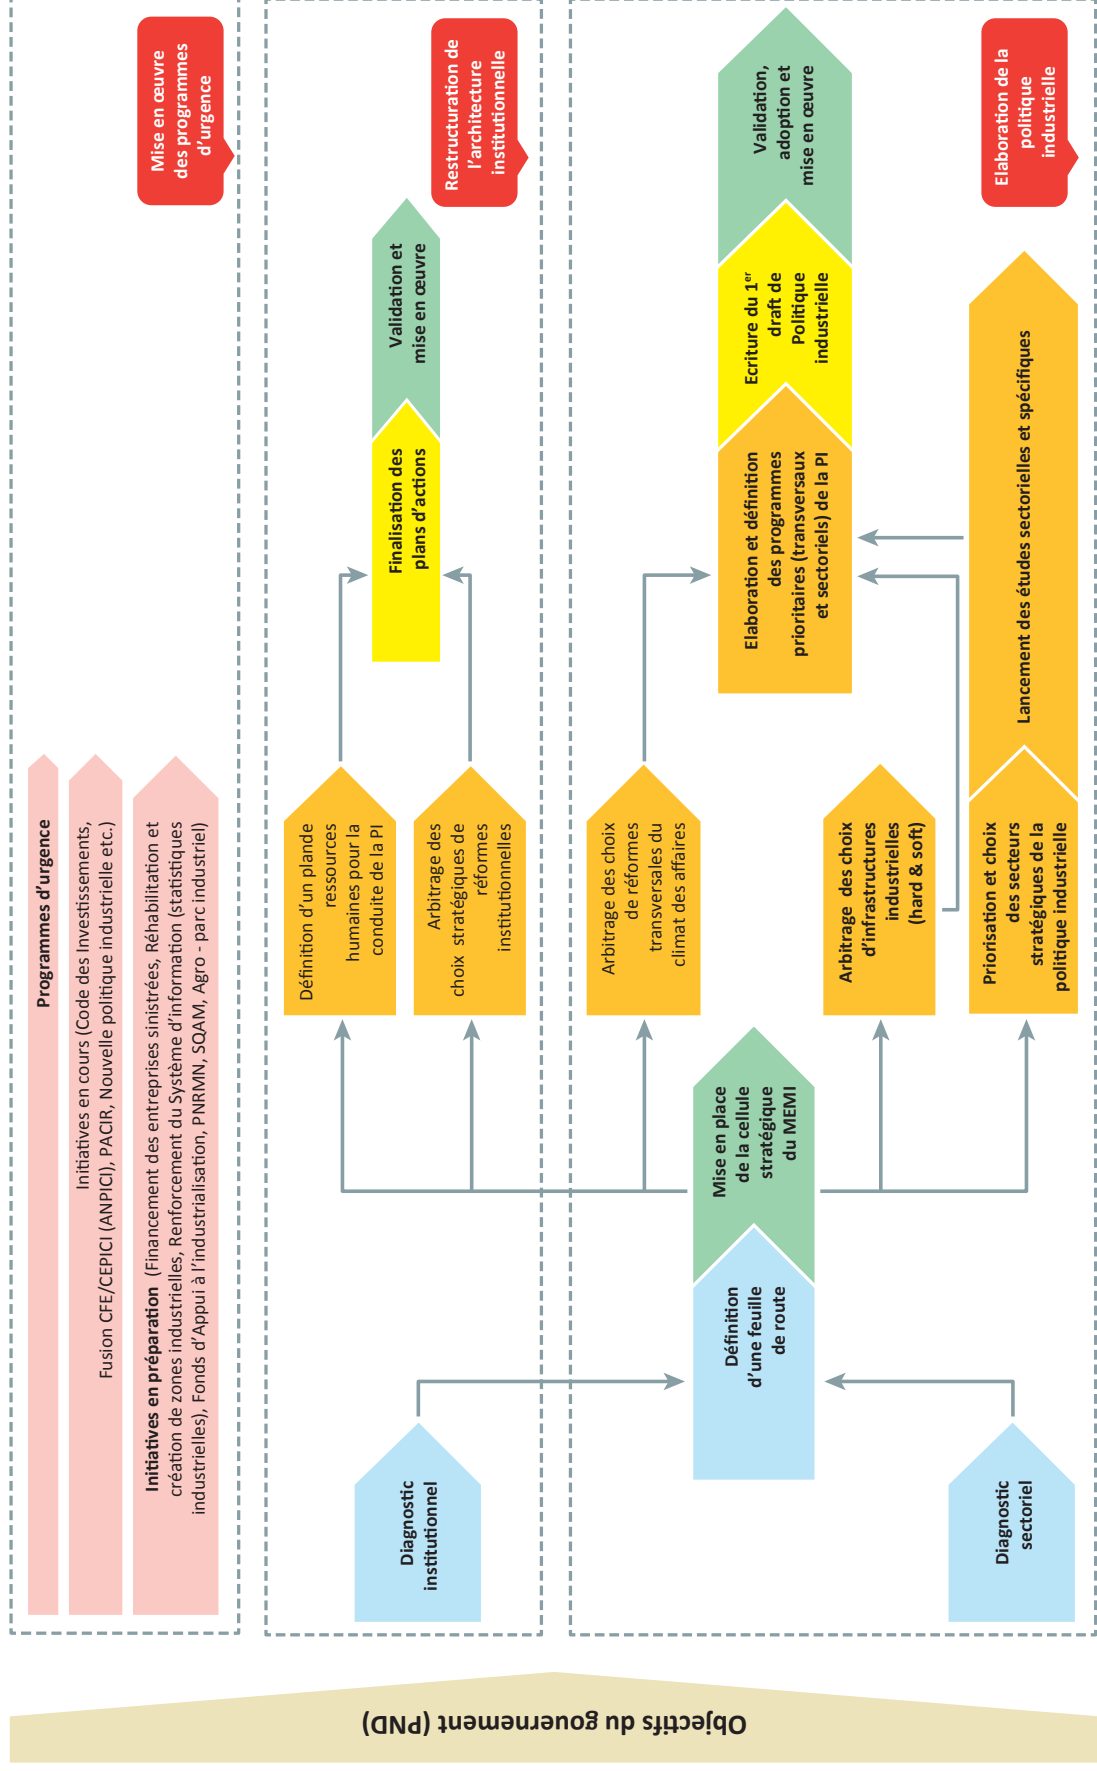 Objectifs du gouvernement (PND)
Programmes d’urgence
Initiatives en cours (Code des Investissements,
Fusion CFE/CEPICI (ANPICI), PACIR, Nouvelle politique industrielle etc.)
Initiatives en préparation (Financement des entreprises sinistrées, Réhabilitation et
création de zones industrielles, Renforcement du Système d’information (statistiques
industrielles), Fonds d’Appui à l’industrialisation, PNRMN, SQAM, Agro - parc industriel)
Mise en œuvre
des programmes
d’urgence
Diagnostic
institutionnel
Définition d’un plande
ressources
humaines pour la
conduite de la PI
Arbitrage des
choix stratégiques de
réformes
institutionnelles
Finalisation des
plans d’actions
Validation et
mise en œuvre
Restructuration de
l’architecture
institutionnelle
Diagnostic
sectoriel
Définition
d’une feuille
de route
Mise en place
de la cellule
stratégique
du MEMI
Arbitrage des choix
de réformes
transversales du
climat des affaires
Arbitrage des choix
d’infrastructures
industrielles
(hard & soft)
Priorisation et choix
des secteurs
stratégiques de la
politique industrielle
Lancement des études sectorielles et spécifiques
Elaboration et définition
des programmes
prioritaires (transversaux
et sectoriels) de la PI
Ecriture du 1er
draft de
Politique
industrielle
Validation,
adoption et
mise en œuvre
Elaboration de la
politique
industrielle